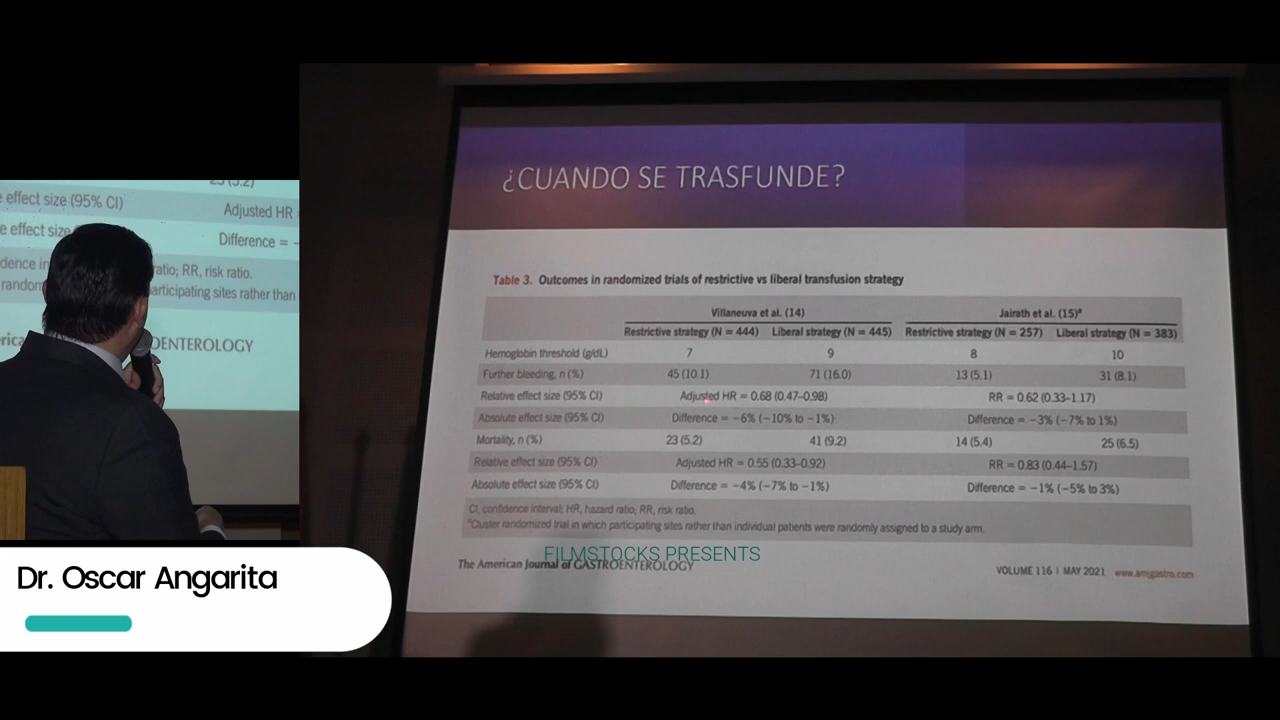 ¿CUANDO SE TRASFUNDE?
Table 3. Outcomes in randomized trials of restrictive vs liberal transfusion strategy
Villaneuva et al. (14) Jairath et al. (15)ª
Restrictive strategy (N = 444) Liberal strategy (N = 445) Restrictive strategy (N = 257) Liberal strategy (N = 383)
Hemoglobin threshold (g/dL) 7 9 8 10
Further bleeding, n (%) 45 (10.1) 71 (16.0) 13 (5.1) 31 (8.1)
Relative effect size (95% CI) Adjusted HR = 0.68 (0.47–0.98) RR = 0.62 (0.33–1.17)
Absolute effect size (95% CI) Difference = −6% (−10% to −1%) Difference = −3% (−7% to 1%)
Mortality, n (%) 23 (5.2) 41 (9.2) 14 (5.4) 25 (6.5)
Relative effect size (95% CI) Adjusted HR = 0.55 (0.33–0.92) RR = 0.83 (0.44–1.57)
Absolute effect size (95% CI) Difference = −4% (−7% to −1%) Difference = −1% (−5% to 3%)
CI, confidence interval; HR, hazard ratio; RR, risk ratio.
ªCluster randomized trial in which participating sites rather than individual patients were randomly assigned to a study arm.
FILMSTOCKS PRESENTS
The American Journal of GASTROENTEROLOGY VOLUME 116 | MAY 2021 www.amjgastro.com
effect size (95% CI) Adjusted HR
effect size Difference = −
dence in ratio; RR, risk ratio.
random articipating sites rather than
OENTEROLOGY
Dr. Oscar Angarita